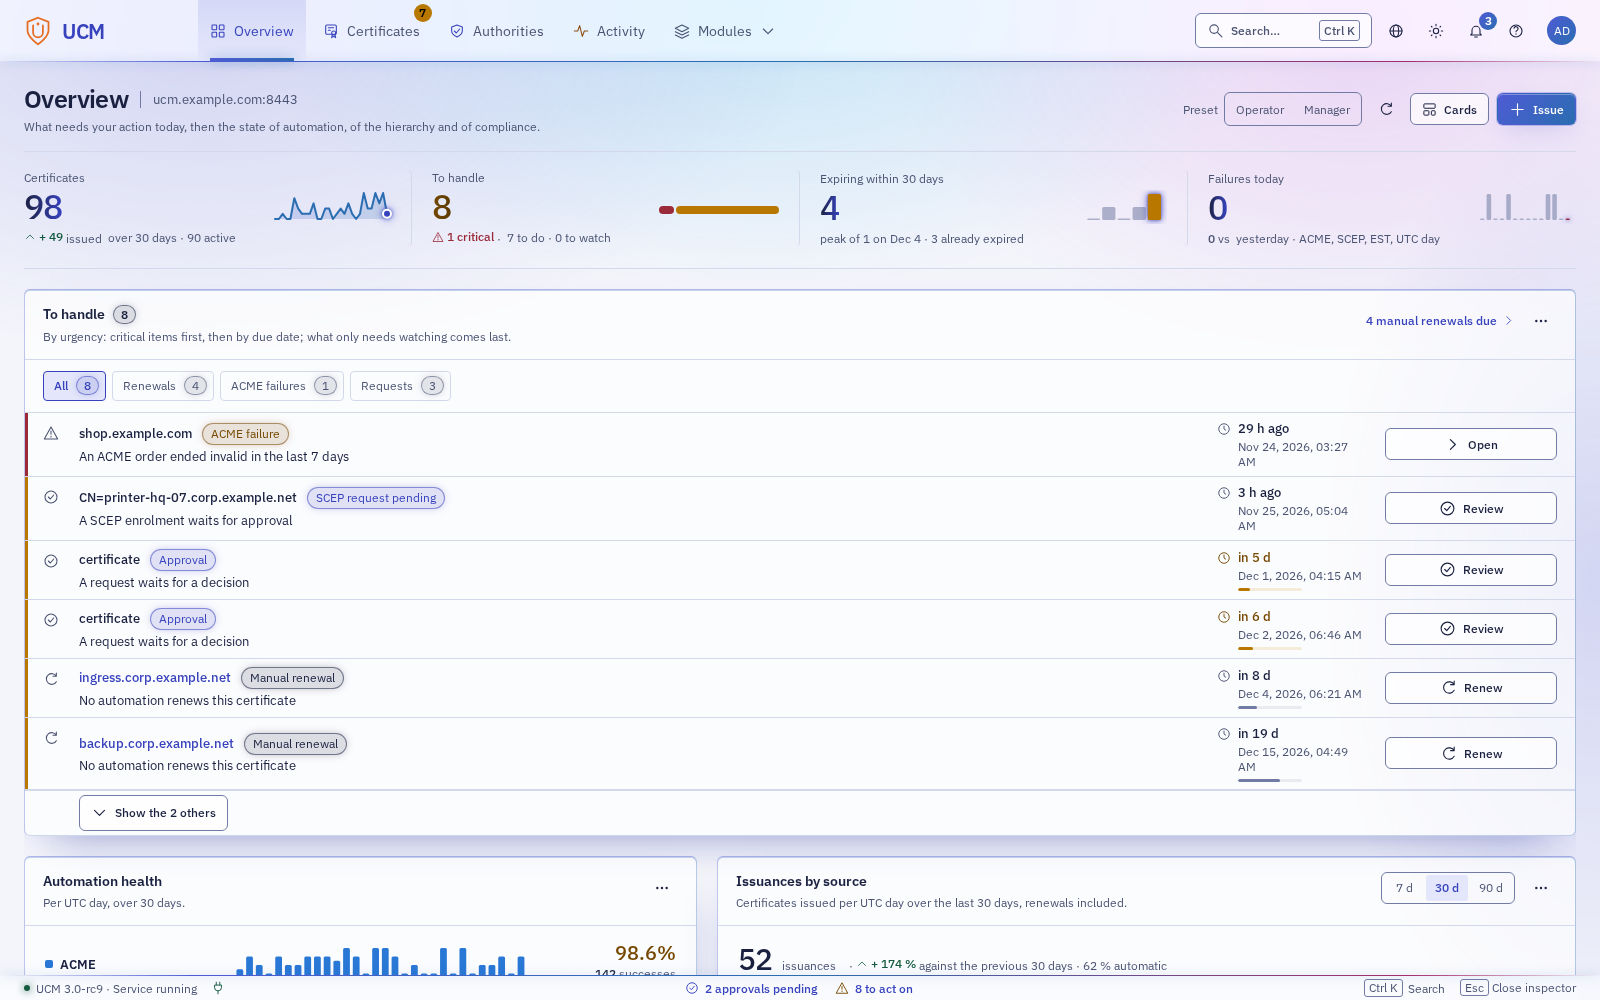 UCM
Overview
Certificates
7
Authorities
Activity
Modules
Search...
Ctrl K
3
AD
Overview
ucm.example.com:8443
What needs your action today, then the state of automation, of the hierarchy and of compliance.
Preset
Operator
Manager
Cards
Issue
Certificates
98
+ 49 issued over 30 days · 90 active
To handle
8
1 critical · 7 to do · 0 to watch
Expiring within 30 days
4
peak of 1 on Dec 4 · 3 already expired
Failures today
0
0 vs yesterday · ACME, SCEP, EST, UTC day
To handle 8
By urgency: critical items first, then by due date; what only needs watching comes last.
4 manual renewals due
All 8
Renewals 4
ACME failures 1
Requests 3
shop.example.com ACME failure
An ACME order ended invalid in the last 7 days
29 h ago
Nov 24, 2026, 03:27
AM
Open
CN=printer-hq-07.corp.example.net SCEP request pending
A SCEP enrolment waits for approval
3 h ago
Nov 25, 2026, 05:04
AM
Review
certificate Approval
A request waits for a decision
in 5 d
Dec 1, 2026, 04:15 AM
Review
certificate Approval
A request waits for a decision
in 6 d
Dec 2, 2026, 06:46 AM
Review
ingress.corp.example.net Manual renewal
No automation renews this certificate
in 8 d
Dec 4, 2026, 06:21 AM
Renew
backup.corp.example.net Manual renewal
No automation renews this certificate
in 19 d
Dec 15, 2026, 04:49
AM
Renew
Show the 2 others
Automation health
Per UTC day, over 30 days.
ACME
98.6%
142 successes
Issuances by source
Certificates issued per UTC day over the last 30 days, renewals included.
7 d
30 d
90 d
52 issuances · + 174 % against the previous 30 days · 62 % automatic
UCM 3.0-rc9 · Service running
2 approvals pending
8 to act on
Ctrl K Search
Esc Close inspector